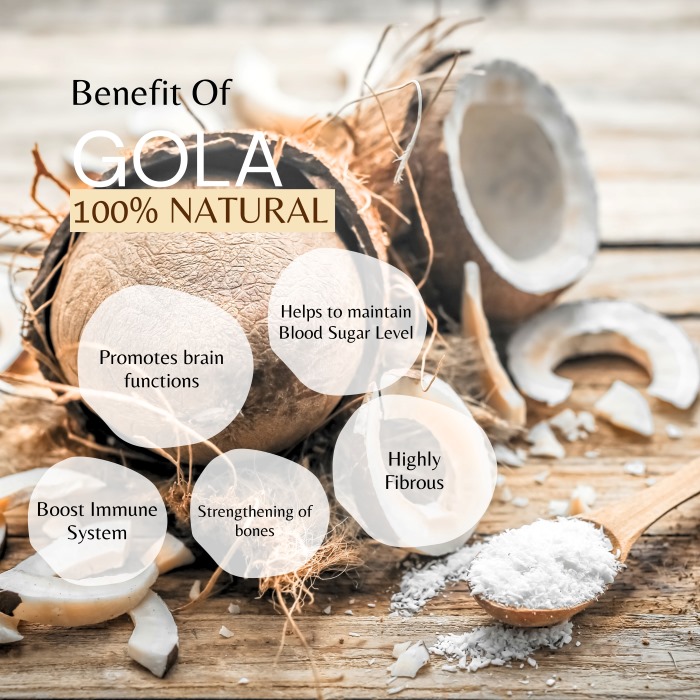 Benefit Of
GOLA
100% NATURAL
Helps to maintain
Blood Sugar Level
Promotes brain
functions
Highly
Fibrous
Boost Immune
System
Strengthening of
bones